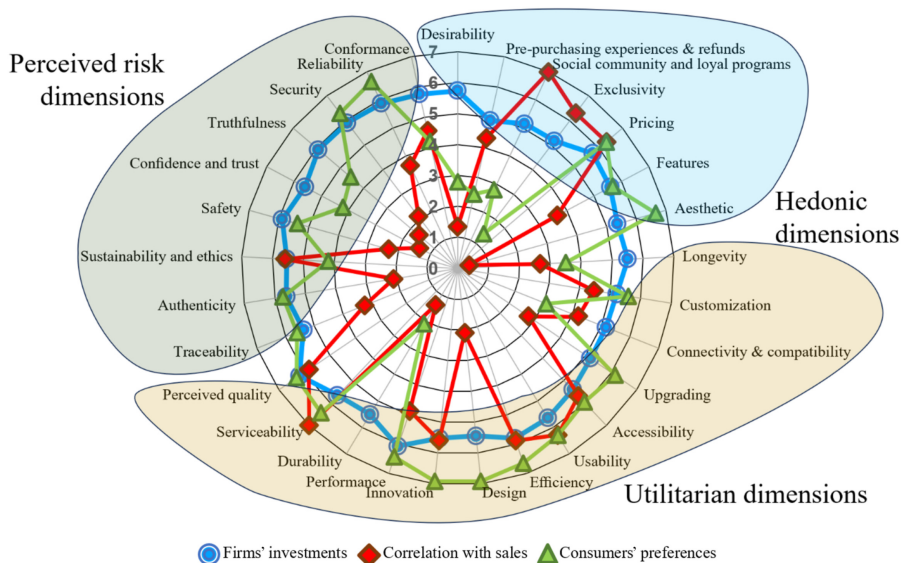 Desirability
Pre-purchasing experiences & refunds
Social community and loyal programs
Exclusivity
Pricing
Features
Aesthetic
Longevity
Customization
Connectivity & compatibility
Upgrading
Accessibility
Usability
Efficiency
Design
Innovation
Performance
Durability
Serviceability
Perceived quality
Traceability
Authenticity
Sustainability and ethics
Safety
Confidence and trust
Truthfulness
Security
Reliability
Conformance
7
6
5
4
3
2
1
0
Perceived risk
dimensions
Hedonic
dimensions
Utilitarian dimensions
Firms' investments
Correlation with sales
Consumers' preferences